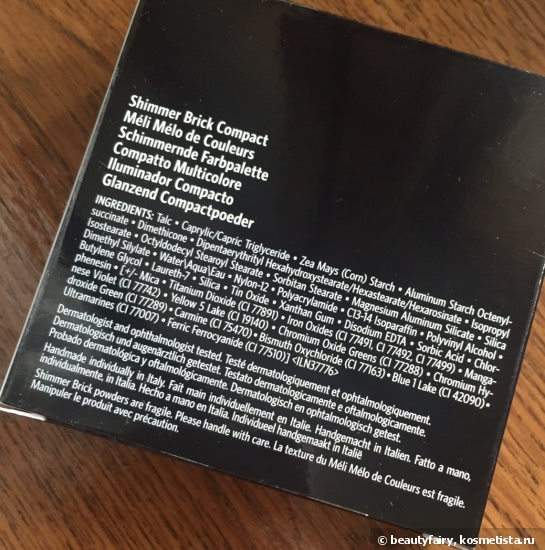 Shimmer Brick Compact
Méli Mélo de Couleurs
Schimmernde Farbpalette
Compatto Multicolore
Iluminador Compacto
Glanzend Compactpoeder
INGREDIENTS: Talc • Caprylic/Capric Triglyceride • Zea Mays (Corn) Starch • Aluminum Starch Octenyl-
succinate • Dimethicone • Dipentaerythrityl Hexahydroxystearate/Hexastearate/Hexarosinate • Isopropyl
Isostearate • Octyldodecyl Stearoyl Stearate • Sorbitan Stearate • Magnesium Aluminum Silicate • Silica
Dimethyl Silylate • Water\Aqua\Eau • Nylon-12 • Polyacrylamide • C13-14 Isoparaffin • Polyvinyl Alcohol •
Butylene Glycol • Laureth-7 • Silica • Tin Oxide • Xanthan Gum • Disodium EDTA • Sorbic Acid • Chlor-
phenesin • [+/- Mica • Titanium Dioxide (CI 77891) • Iron Oxides (CI 77491, CI 77492, CI 77499) • Manga-
nese Violet (CI 77742) • Yellow 5 Lake (CI 19140) • Chromium Oxide Greens (CI 77288) • Chromium Hy-
droxide Green (CI 77289) • Carmine (CI 75470) • Bismuth Oxychloride (CI 77163) • Blue 1 Lake (CI 42090) •
Ultramarines (CI 77007) • Ferric Ferrocyanide (CI 77510)] <ILN37776>
Dermatologist and ophthalmologist tested. Testé dermatologiquement et ophtalmologiquement.
Dermatologisch und augenärztlich getestet. Testato dermatologicamente e oftalmologicamente.
Probado dermatológica y oftalmológicamente. Dermatologisch en ophtalmologisch getest.
Handmade individually in Italy. Fait main individuellement en Italie. Handgemacht in Italien. Fatto a mano,
individualmente, in Italia. Hecho a mano en Italia. Individueel handgemaakt in Italië
Shimmer Brick powders are fragile. Please handle with care. La texture du Méli Mélo de Couleurs est fragile.
Manipuler le produit avec précaution.
© beautyfairy, kosmetista.ru